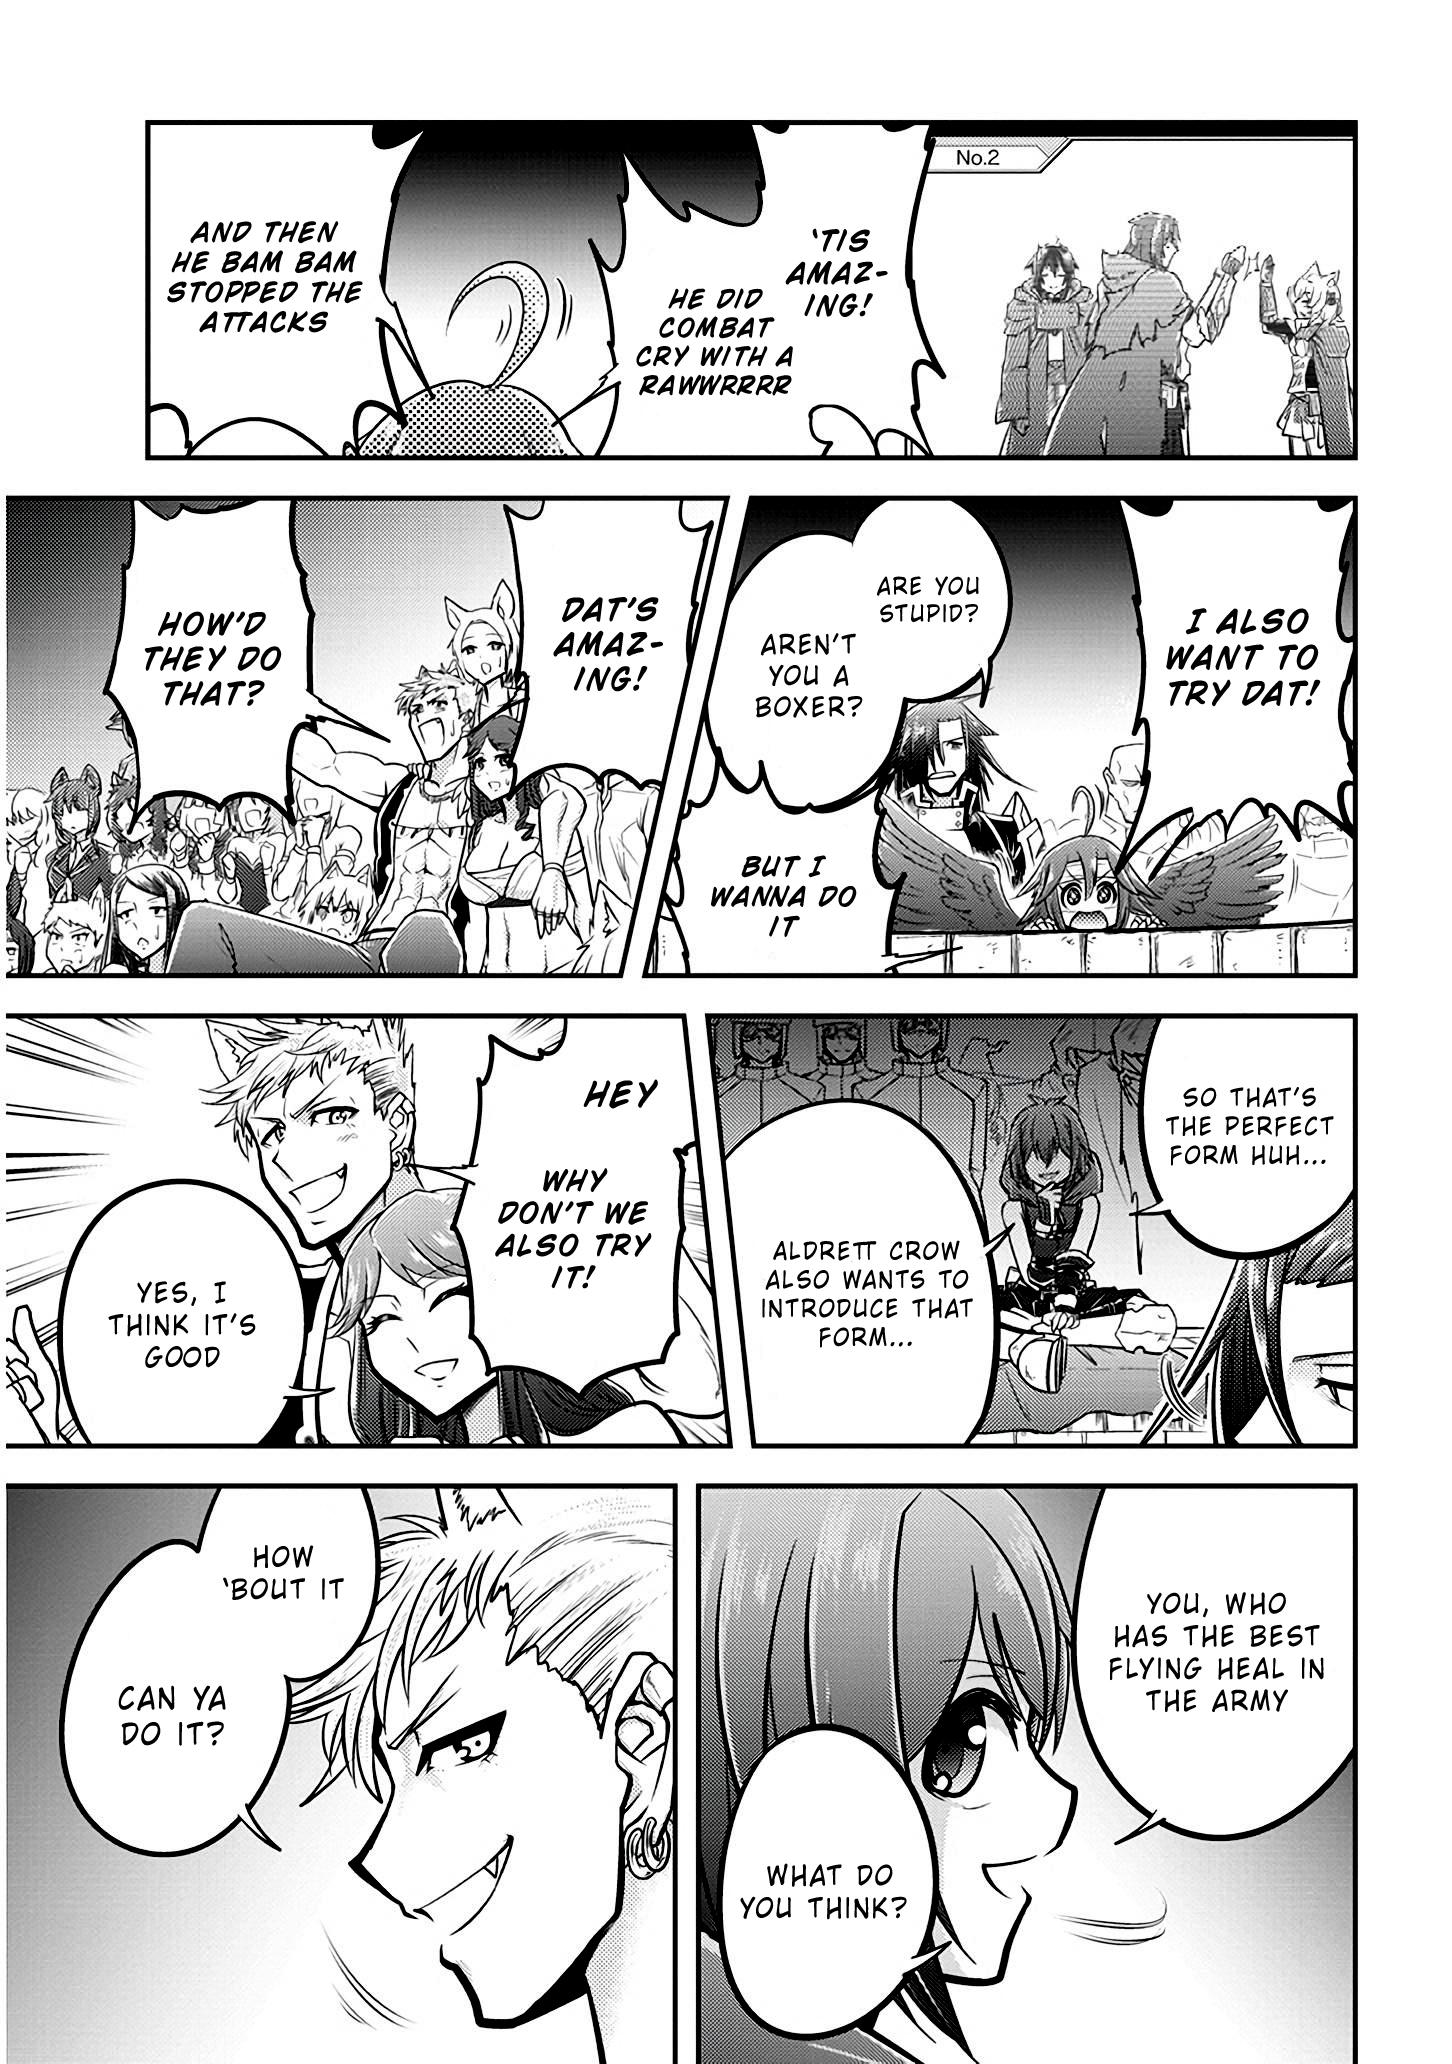 No.2
'TIS
AMAZ-
ING!
HE DID
COMBAT
CRY WITH A
RAWWRRRR
AND THEN
HE BAM BAM
STOPPED THE
ATTACKS
I ALSO
WANT TO
TRY DAT!
ARE YOU
STUPID?
AREN'T
YOU A
BOXER?
BUT I
WANNA DO
IT
DAT'S
AMAZ-
ING!
HOW'D
THEY DO
THAT?
SO THAT'S
THE PERFECT
FORM HUH...
ALDRETT CROW
ALSO WANTS TO
INTRODUCE THAT
FORM...
HEY
WHY
DON'T WE
ALSO TRY
IT!
YES, I
THINK IT'S
GOOD
YOU, WHO
HAS THE BEST
FLYING HEAL IN
THE ARMY
WHAT DO
YOU THINK?
HOW
'BOUT IT
CAN YA
DO IT?